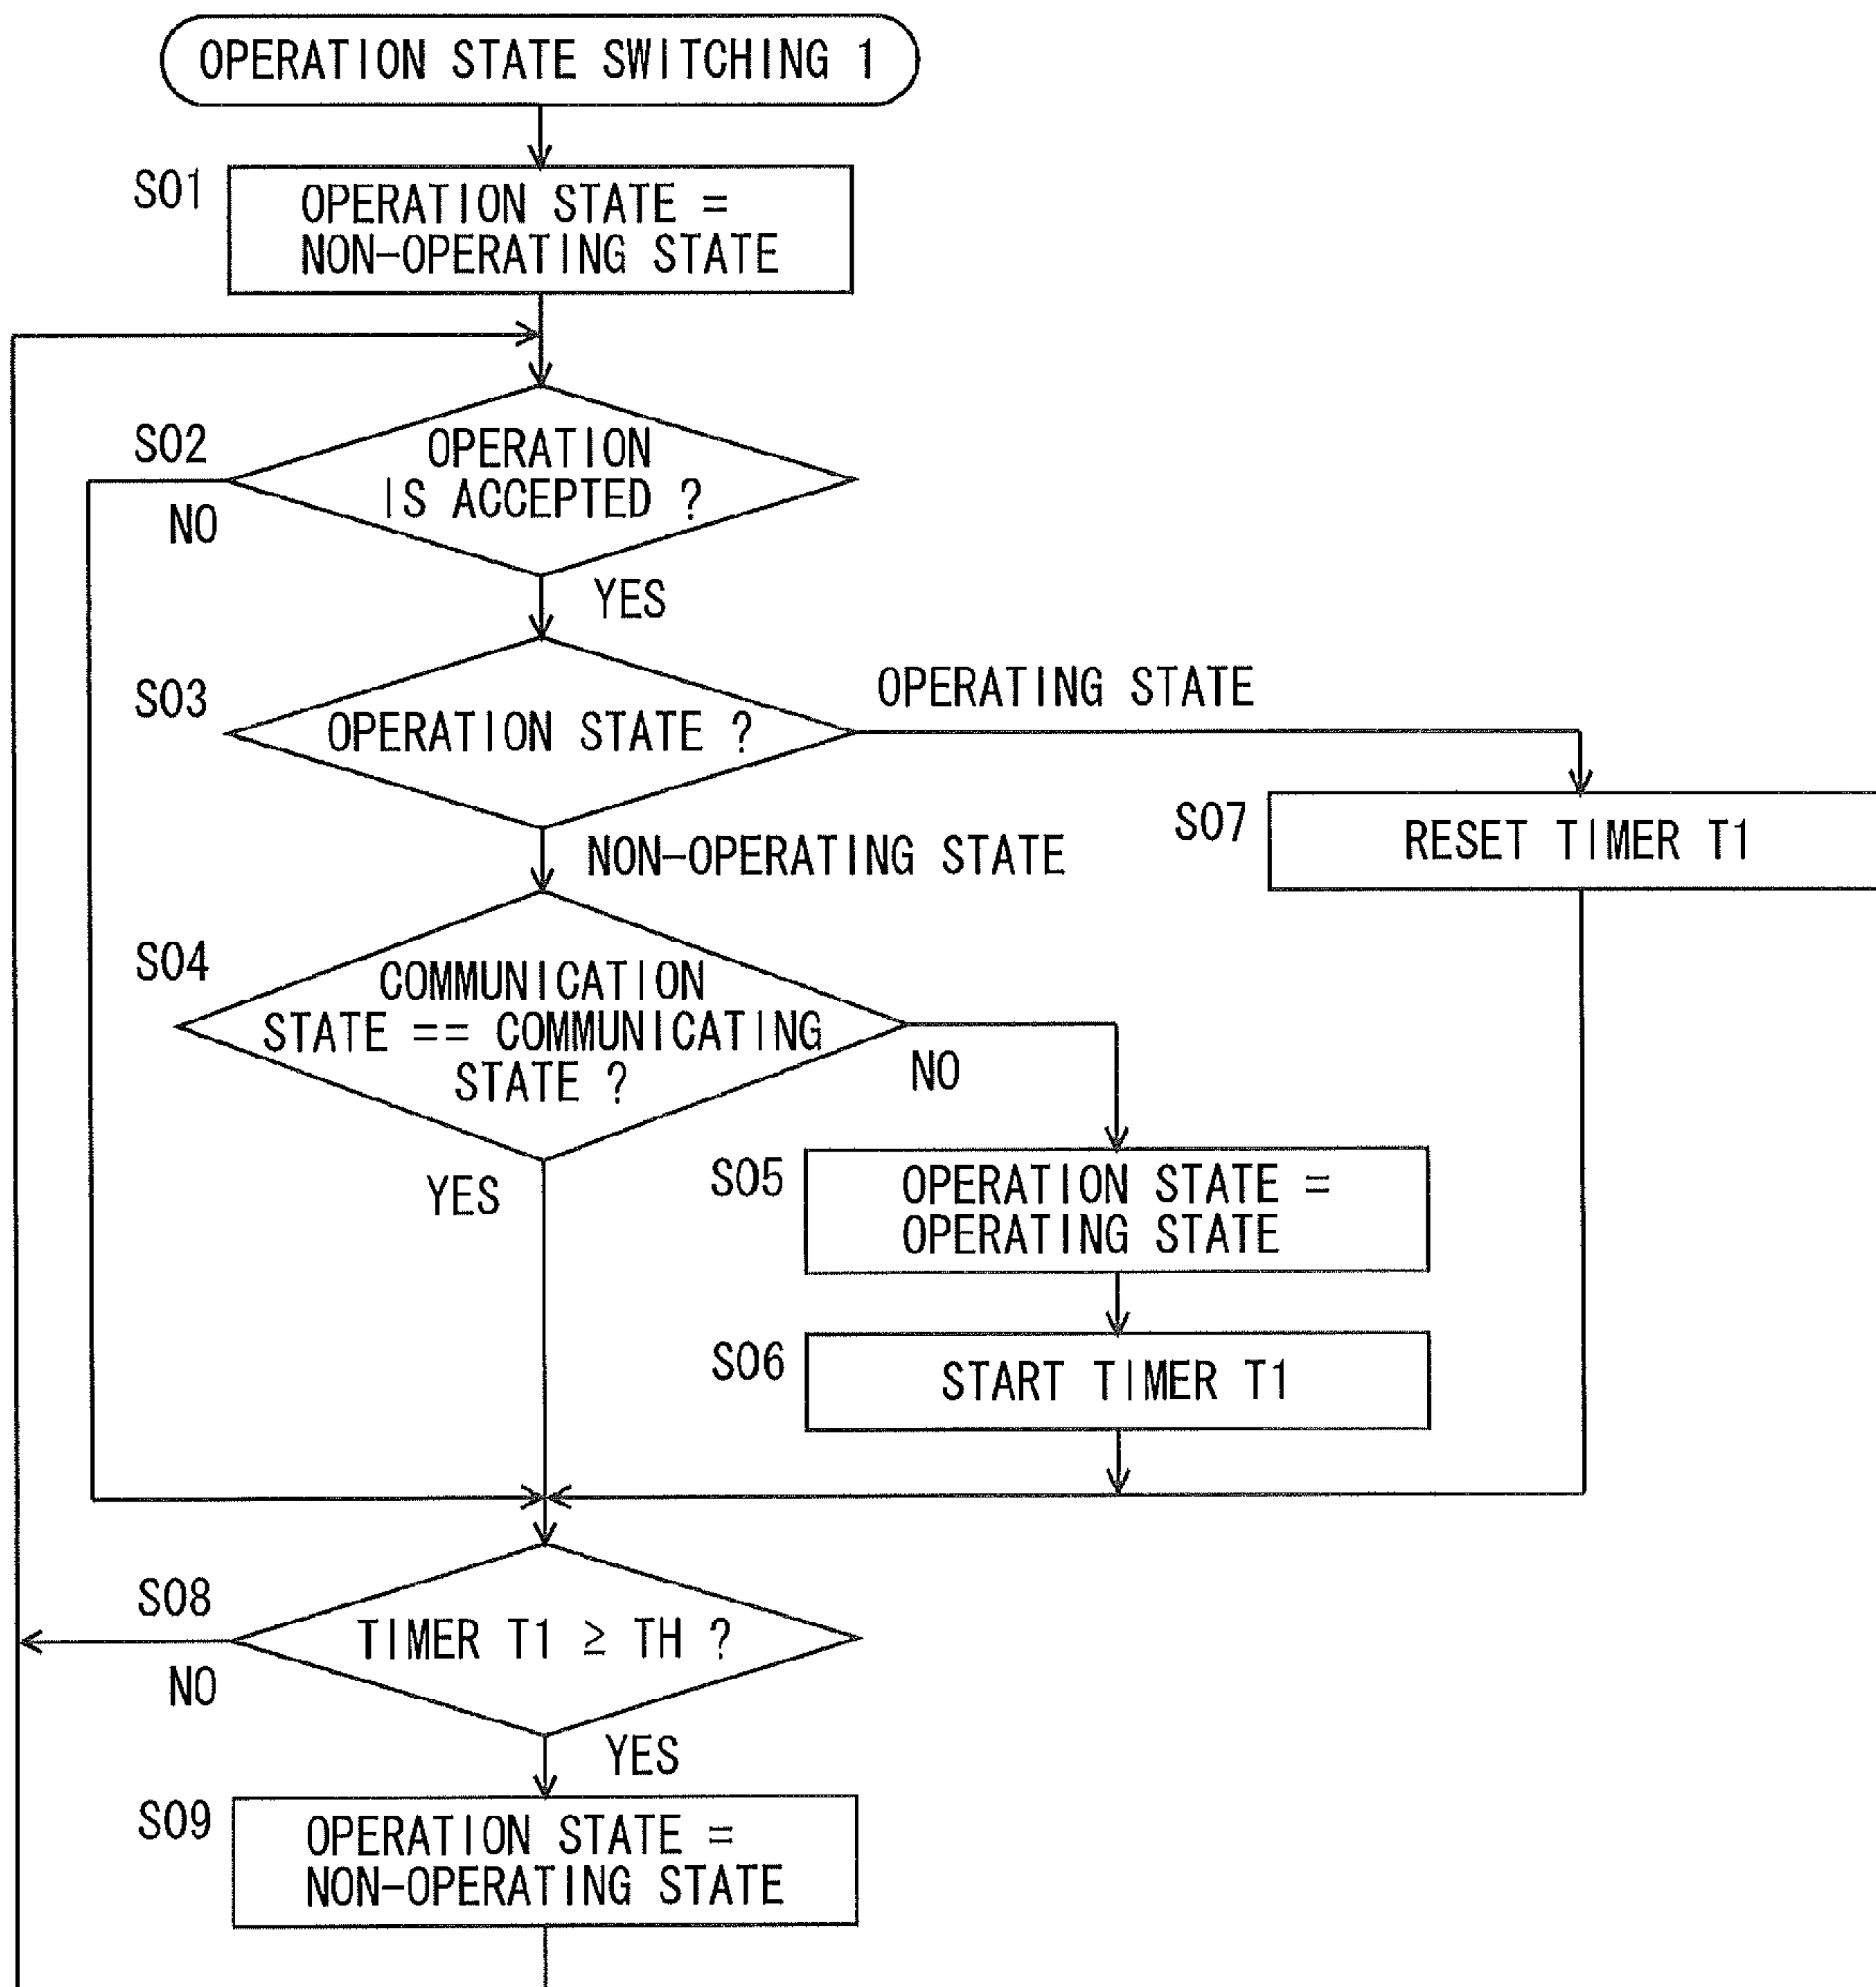 OPERATION STATE SWITCHING 1
S01
OPERATION STATE =
NON-OPERATING STATE
S02
OPERATION
IS ACCEPTED ?
NO
YES
S03
OPERATION STATE ?
OPERATING STATE
NON-OPERATING STATE
S07
RESET TIMER T1
S04
COMMUNICATION
STATE == COMMUNICATING
STATE ?
NO
YES
S05
OPERATION STATE =
OPERATING STATE
S06
START TIMER T1
S08
TIMER T1 ≥ TH ?
NO
YES
S09
OPERATION STATE =
NON-OPERATING STATE